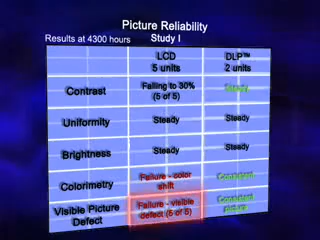 Picture Reliability
Results at 4300 hours
Study I
LCD
5 units
DLP™
2 units
Contrast
Falling to 30%
(5 of 5)
Steady
Uniformity
Steady
Steady
Brightness
Steady
Steady
Colorimetry
Failure - color
shift
Consistent
Visible Picture
Defect
Failure - visible
defect (5 of 5)
Consistent
picture